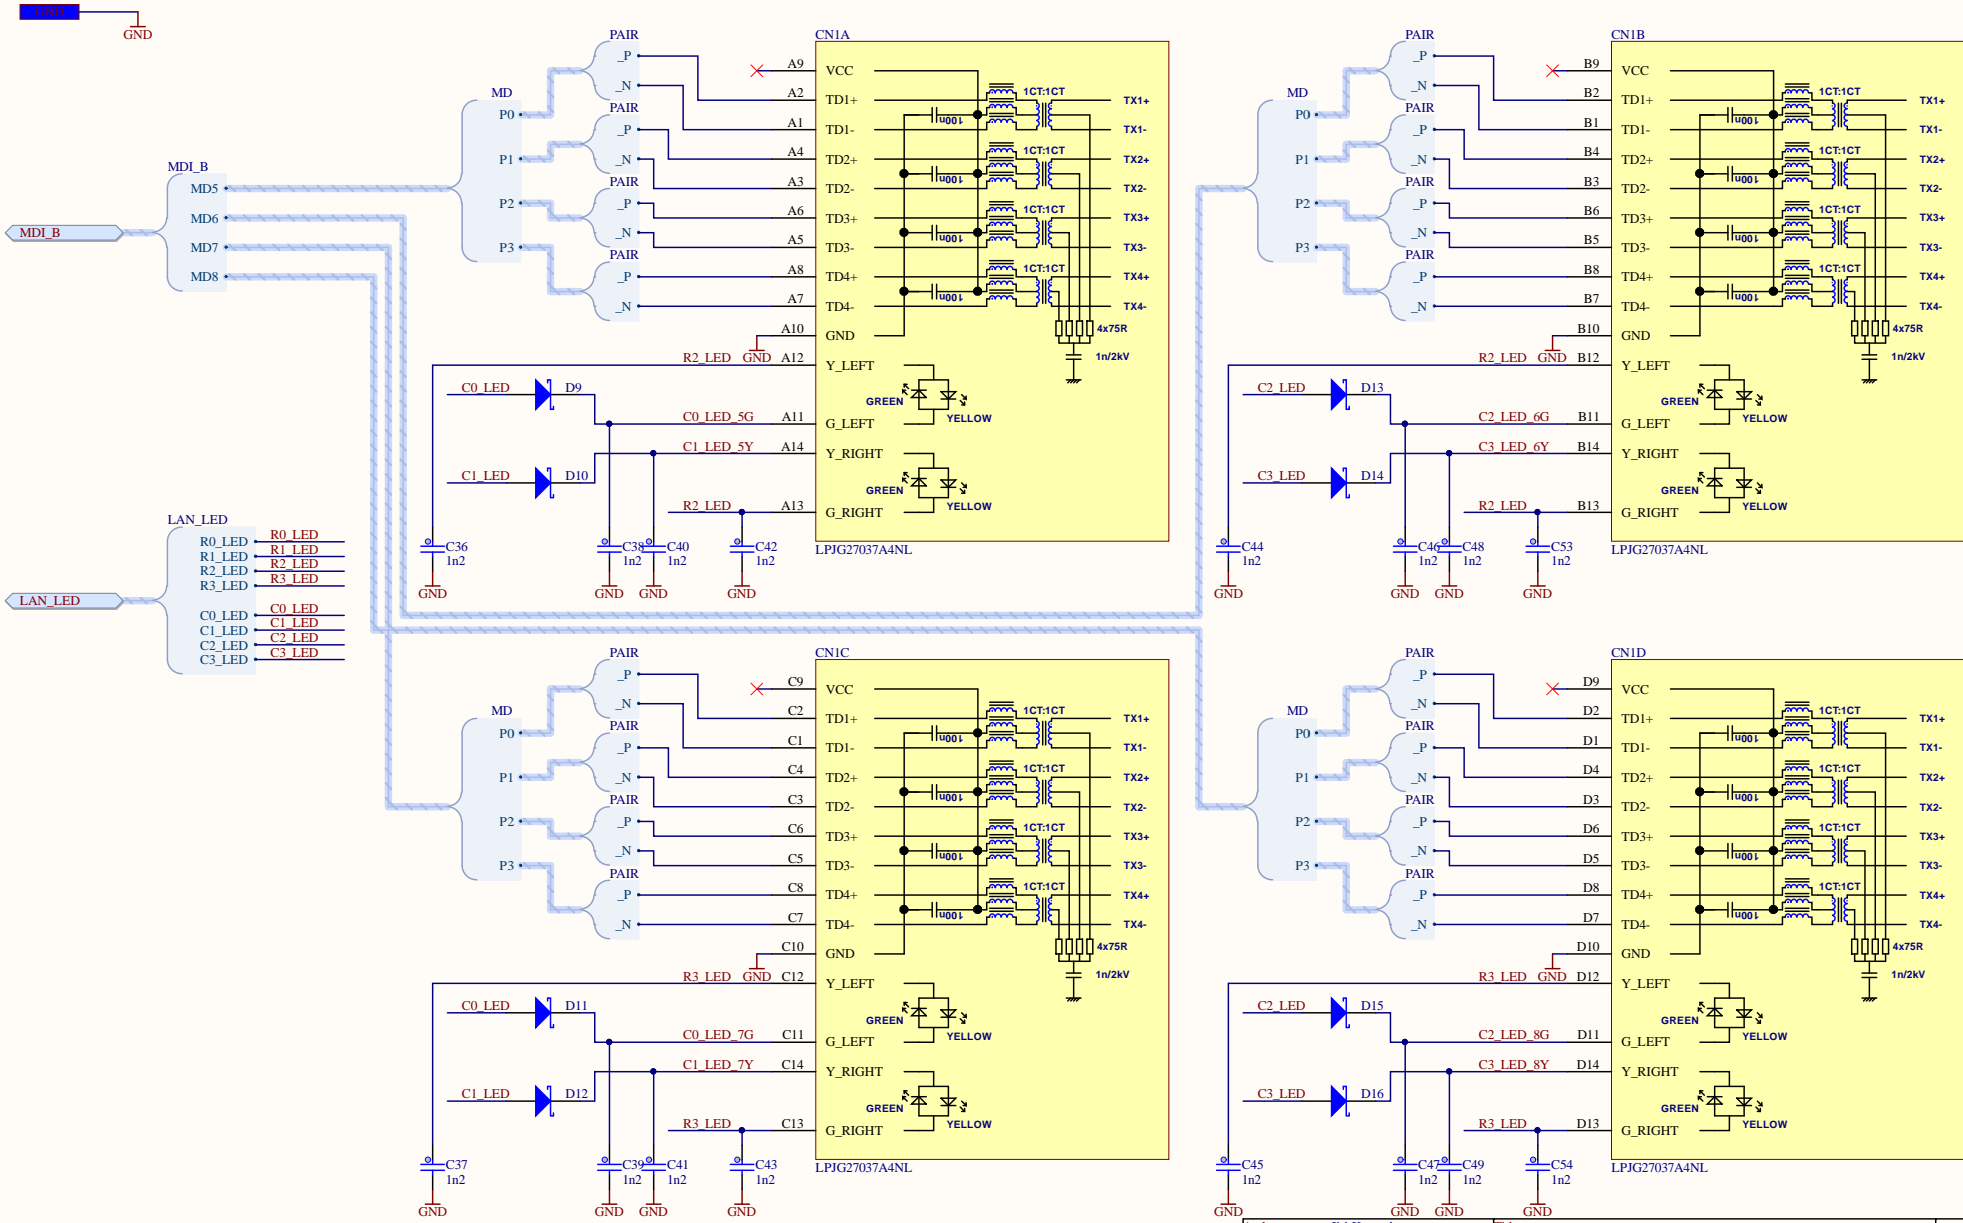 GND
MDI_B
MDI_B
MD5
MD6
MD7
MD8
LAN_LED
LAN_LED
R0_LED R0_LED
R1_LED R1_LED
R2_LED R2_LED
R3_LED R3_LED
C0_LED C0_LED
C1_LED C1_LED
C2_LED C2_LED
C3_LED C3_LED
MD
P0
P1
P2
P3
PAIR
_P
_N
PAIR
_P
_N
PAIR
_P
_N
PAIR
_P
_N
CN1A
A9 VCC
A2 TD1+ 1CT:1CT TX1+
100n
A1 TD1- TX1-
A4 TD2+ 1CT:1CT TX2+
100n
A3 TD2- TX2-
A6 TD3+ 1CT:1CT TX3+
100n
A5 TD3- TX3-
A8 TD4+ 1CT:1CT TX4+
100n
A7 TD4- TX4-
A10 GND 4x75R
GND
1n/2kV
R2_LED A12 Y_LEFT
C0_LED D9
GREEN YELLOW
C0_LED_5G A11 G_LEFT
C1_LED_5Y A14 Y_RIGHT
C1_LED D10
GREEN YELLOW
R2_LED A13 G_RIGHT
LPJG27037A4NL
C36 1n2 GND
C38 1n2 GND
C40 1n2 GND
C42 1n2 GND
MD
P0
P1
P2
P3
PAIR
_P
_N
PAIR
_P
_N
PAIR
_P
_N
PAIR
_P
_N
CN1B
B9 VCC
B2 TD1+ 1CT:1CT TX1+
100n
B1 TD1- TX1-
B4 TD2+ 1CT:1CT TX2+
100n
B3 TD2- TX2-
B6 TD3+ 1CT:1CT TX3+
100n
B5 TD3- TX3-
B8 TD4+ 1CT:1CT TX4+
100n
B7 TD4- TX4-
B10 GND 4x75R
GND
1n/2kV
R2_LED B12 Y_LEFT
C2_LED D13
GREEN YELLOW
C2_LED_6G B11 G_LEFT
C3_LED_6Y B14 Y_RIGHT
C3_LED D14
GREEN YELLOW
R2_LED B13 G_RIGHT
LPJG27037A4NL
C44 1n2 GND
C46 1n2 GND
C48 1n2 GND
C53 1n2 GND
MD
P0
P1
P2
P3
PAIR
_P
_N
PAIR
_P
_N
PAIR
_P
_N
PAIR
_P
_N
CN1C
C9 VCC
C2 TD1+ 1CT:1CT TX1+
100n
C1 TD1- TX1-
C4 TD2+ 1CT:1CT TX2+
100n
C3 TD2- TX2-
C6 TD3+ 1CT:1CT TX3+
100n
C5 TD3- TX3-
C8 TD4+ 1CT:1CT TX4+
100n
C7 TD4- TX4-
C10 GND 4x75R
GND
1n/2kV
R3_LED C12 Y_LEFT
C0_LED D11
GREEN YELLOW
C0_LED_7G C11 G_LEFT
C1_LED_7Y C14 Y_RIGHT
C1_LED D12
GREEN YELLOW
R3_LED C13 G_RIGHT
LPJG27037A4NL
C37 1n2 GND
C39 1n2 GND
C41 1n2 GND
C43 1n2 GND
MD
P0
P1
P2
P3
PAIR
_P
_N
PAIR
_P
_N
PAIR
_P
_N
PAIR
_P
_N
CN1D
D9 VCC
D2 TD1+ 1CT:1CT TX1+
100n
D1 TD1- TX1-
D4 TD2+ 1CT:1CT TX2+
100n
D3 TD2- TX2-
D6 TD3+ 1CT:1CT TX3+
100n
D5 TD3- TX3-
D8 TD4+ 1CT:1CT TX4+
100n
D7 TD4- TX4-
D10 GND 4x75R
GND
1n/2kV
R3_LED D12 Y_LEFT
C2_LED D15
GREEN YELLOW
C2_LED_8G D11 G_LEFT
C3_LED_8Y D14 Y_RIGHT
C3_LED D16
GREEN YELLOW
R3_LED D13 G_RIGHT
LPJG27037A4NL
C45 1n2 GND
C47 1n2 GND
C49 1n2 GND
C54 1n2 GND